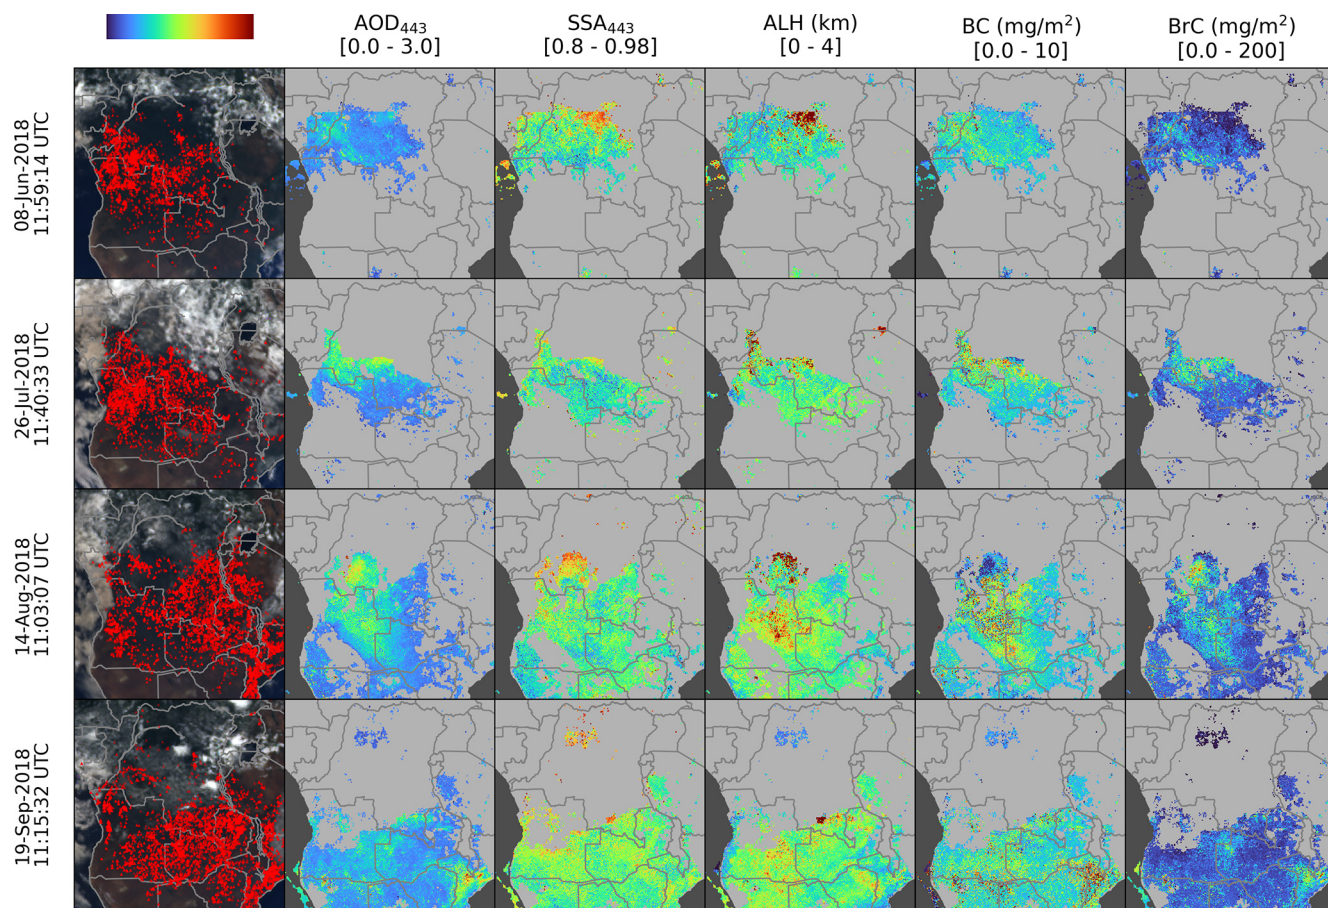 AOD₄₄₃
[0.0 - 3.0]
SSA₄₄₃
[0.8 - 0.98]
ALH (km)
[0 - 4]
BC (mg/m²)
[0.0 - 10]
BrC (mg/m²)
[0.0 - 200]
08-Jun-2018
11:59:14 UTC
26-Jul-2018
11:40:33 UTC
14-Aug-2018
11:03:07 UTC
19-Sep-2018
11:15:32 UTC